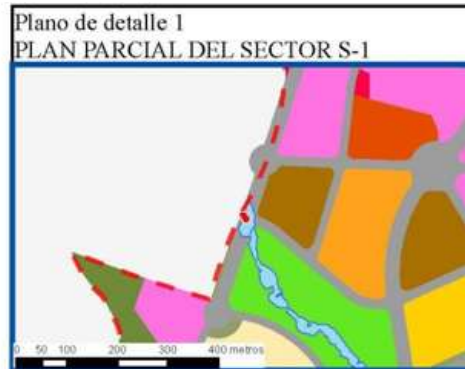 Plano de detalle 1
PLAN PARCIAL DEL SECTOR S-1
0 50 100 200 300 400 metros